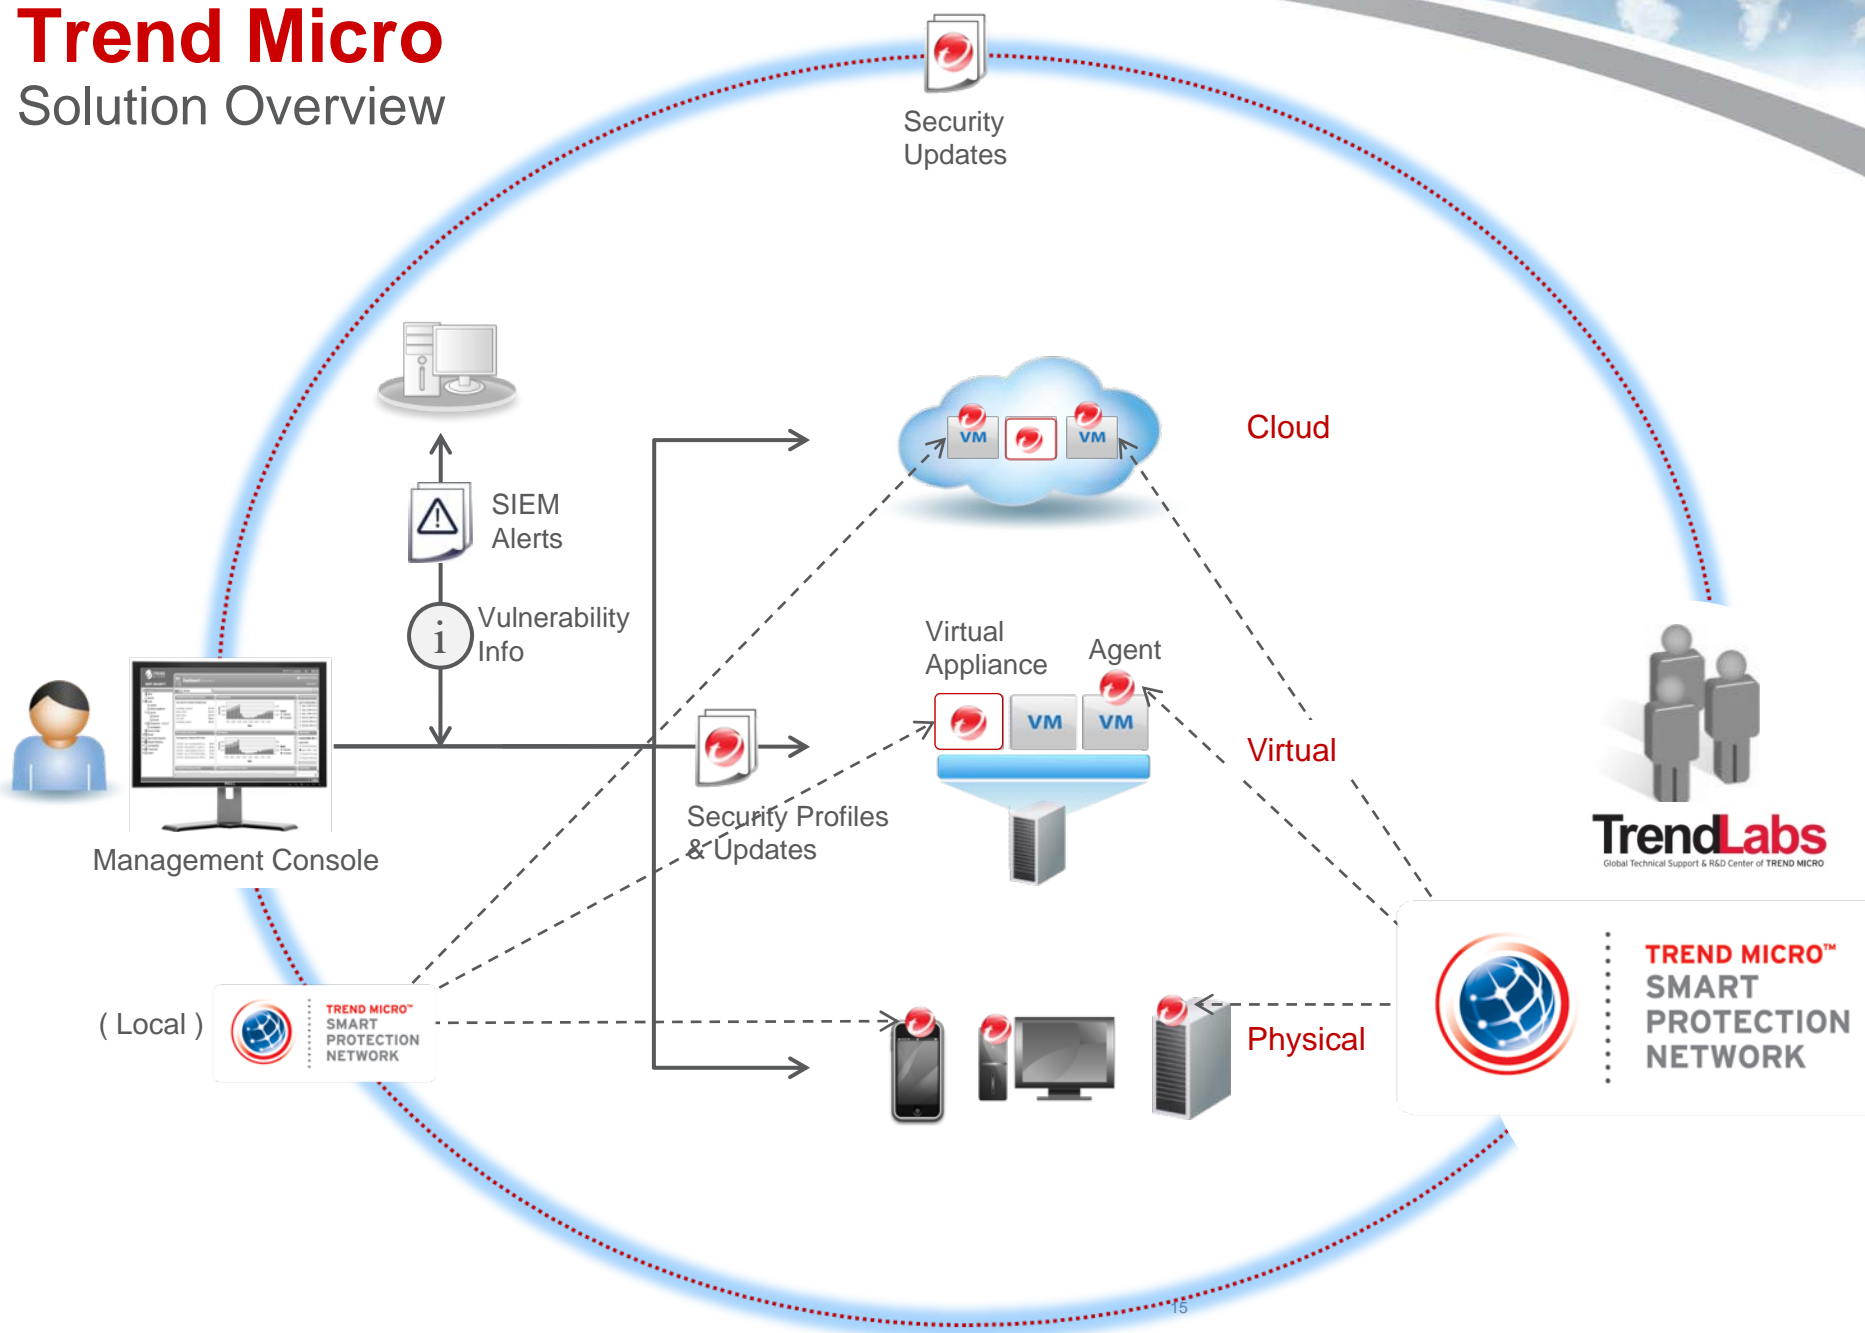 Trend Micro
Solution Overview
Security
Updates
SIEM
Alerts
Vulnerability
i
Info
VM
VM
Cloud
Virtual
Appliance
Agent
VM
VM
Virtual
Security Profiles
& Updates
Management Console
TrendLabs
Global Technical Support & R&D Center of TREND MICRO
( Local )
TREND MICRO™
SMART
PROTECTION
NETWORK
Physical
TREND MICRO™
SMART
PROTECTION
NETWORK
15